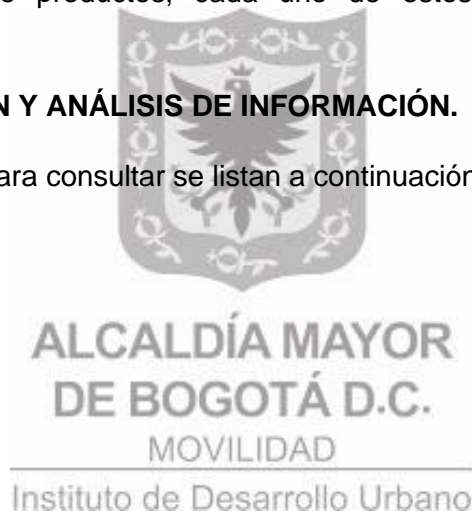 productos, cada uno de estos
Y ANÁLISIS DE INFORMACIÓN.
consultar se listan a continuación
ALCALDÍA MAYOR
DE BOGOTÁ D.C.
MOVILIDAD
Instituto de Desarrollo Urbano